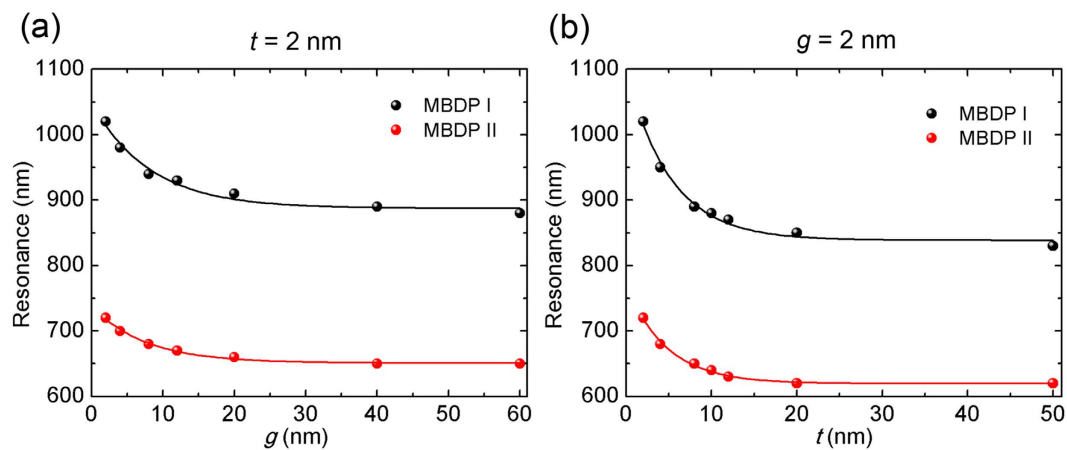 (a)
t = 2 nm
1100
1000
900
800
700
600
Resonance (nm)
MBDP I
MBDP II
0 10 20 30 40 50 60
g (nm)
(b)
g = 2 nm
1100
1000
900
800
700
600
Resonance (nm)
MBDP I
MBDP II
0 10 20 30 40 50
t (nm)